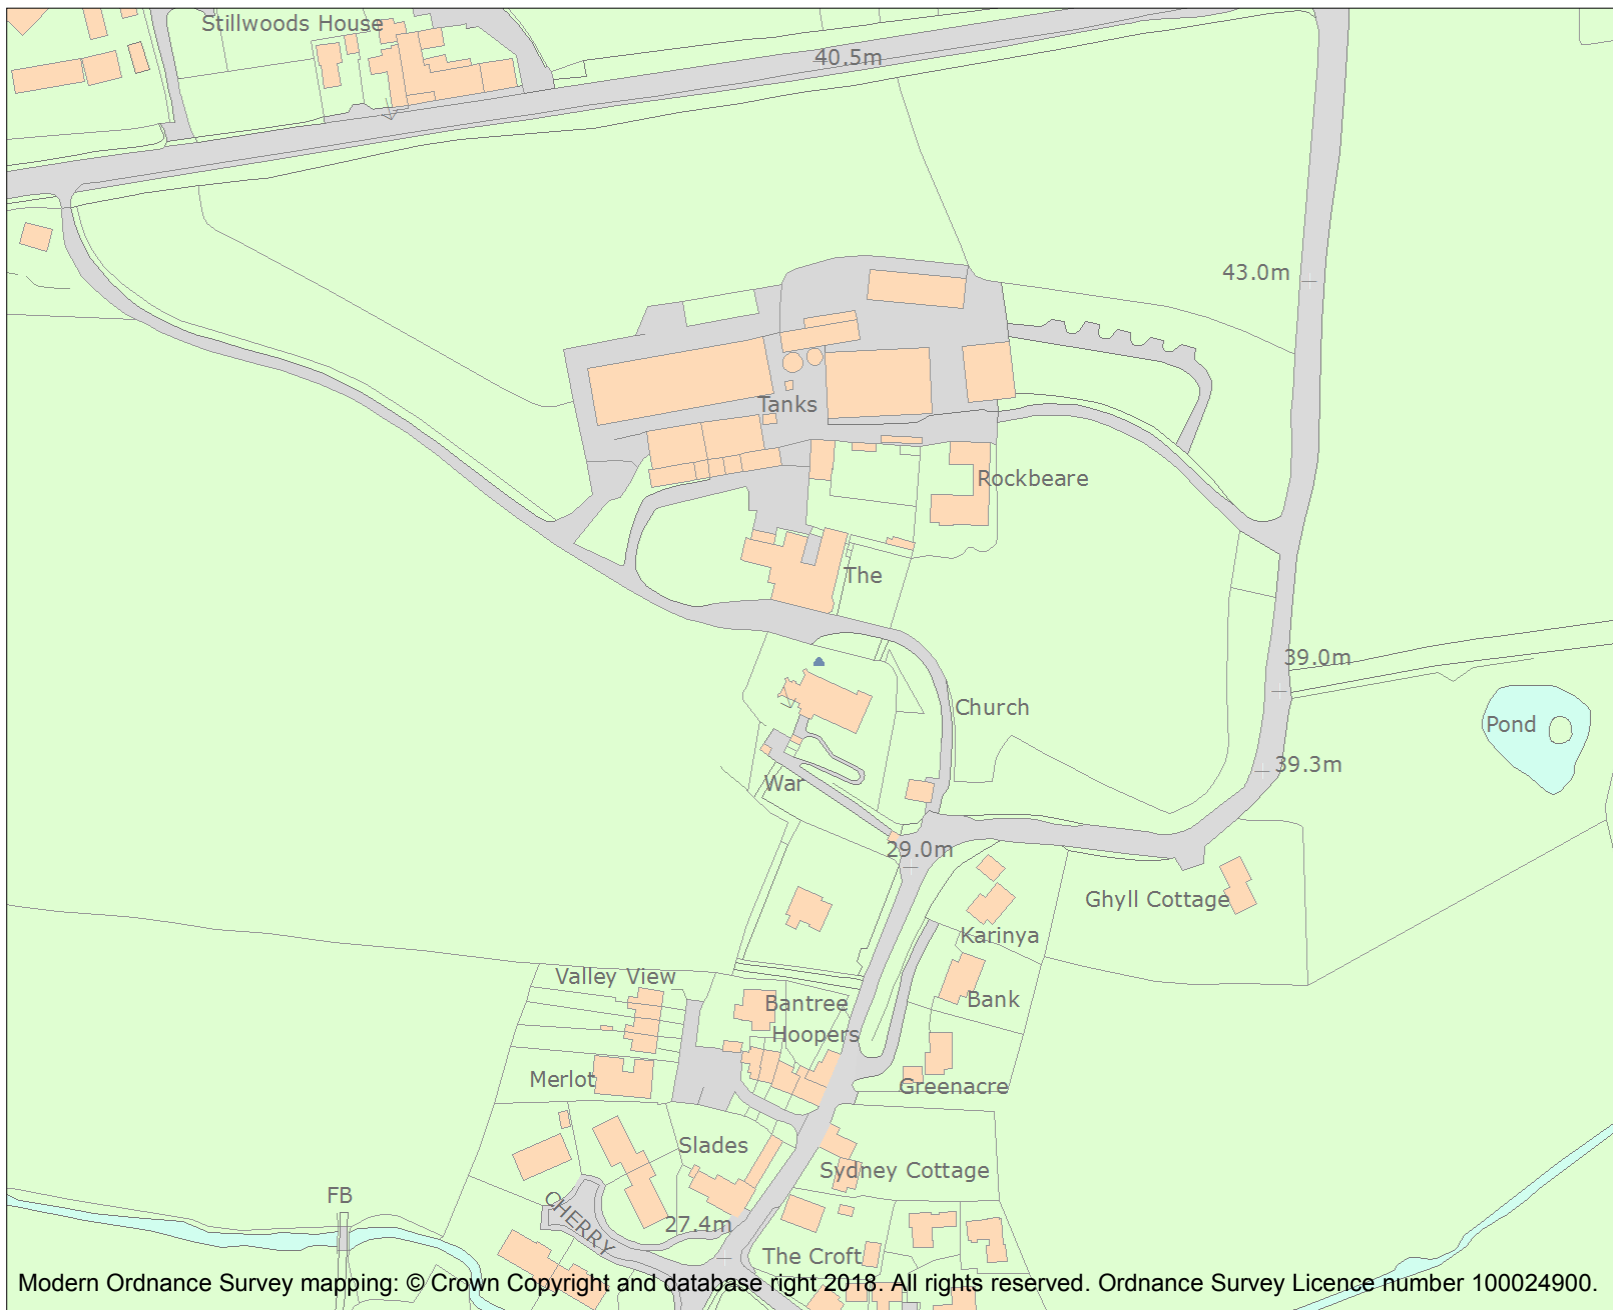 Stillwoods House
40.5m
43.0m
Tanks
Rockbeare
The
39.0m
Church
Pond
39.3m
War
29.0m
Ghyll Cottage
Karinya
Valley View
Bank
Bantree
Hoopers
Merlot
Greenacre
Slades
Sydney Cottage
FB
CHERRY
27.4m
The Croft
Modern Ordnance Survey mapping: © Crown Copyright and database right 2018. All rights reserved. Ordnance Survey Licence number 100024900.